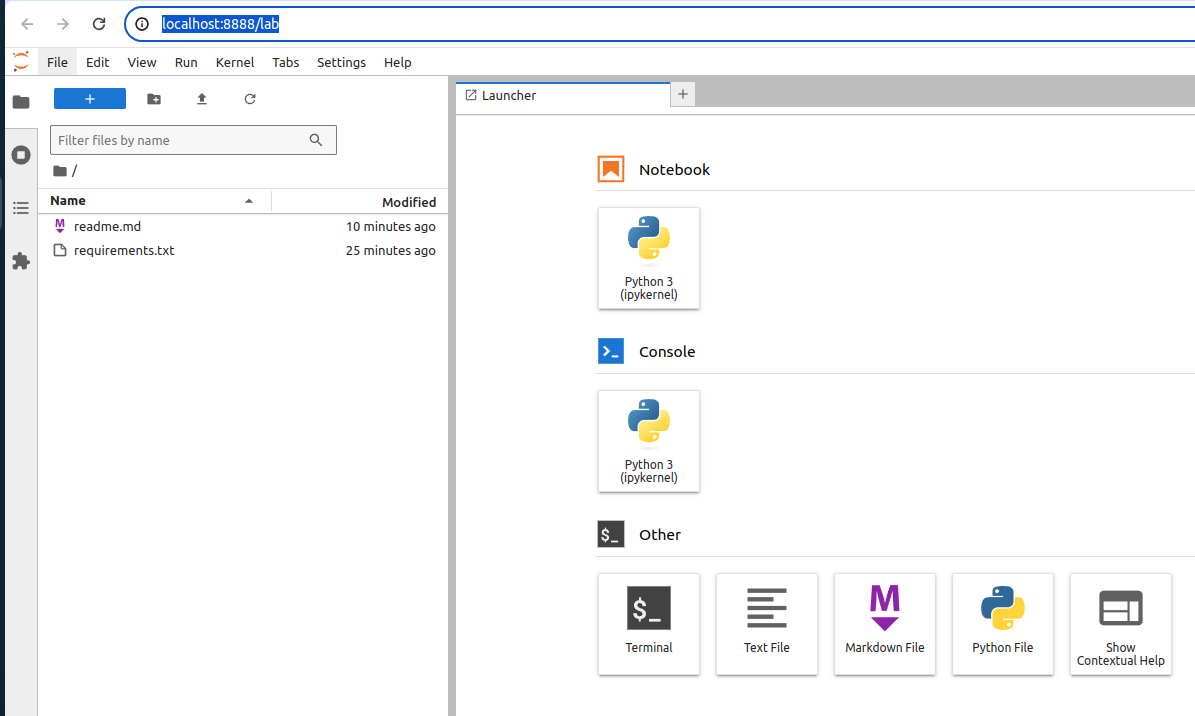 localhost:8888/lab
File Edit View Run Kernel Tabs Settings Help
+
Launcher
+
Filter files by name
/
Name Modified
readme.md 10 minutes ago
requirements.txt 25 minutes ago
Notebook
Python 3
(ipykernel)
Console
Python 3
(ipykernel)
$_ Other
$_
M
Terminal
Text File
Markdown File
Python File
Show
Contextual Help